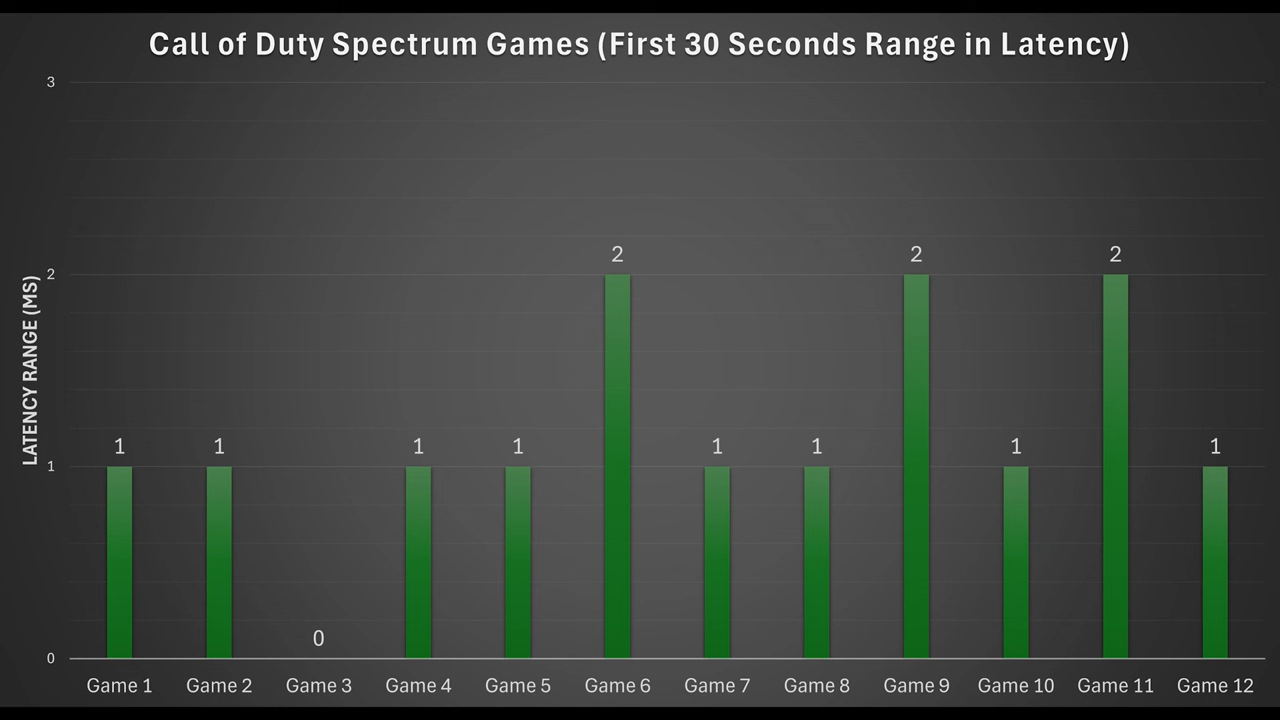 Call of Duty Spectrum Games (First 30 Seconds Range in Latency)
3
2
1
0
LATENCY RANGE (MS)
1
1
0
1
1
2
1
1
2
1
2
1
Game 1
Game 2
Game 3
Game 4
Game 5
Game 6
Game 7
Game 8
Game 9
Game 10
Game 11
Game 12